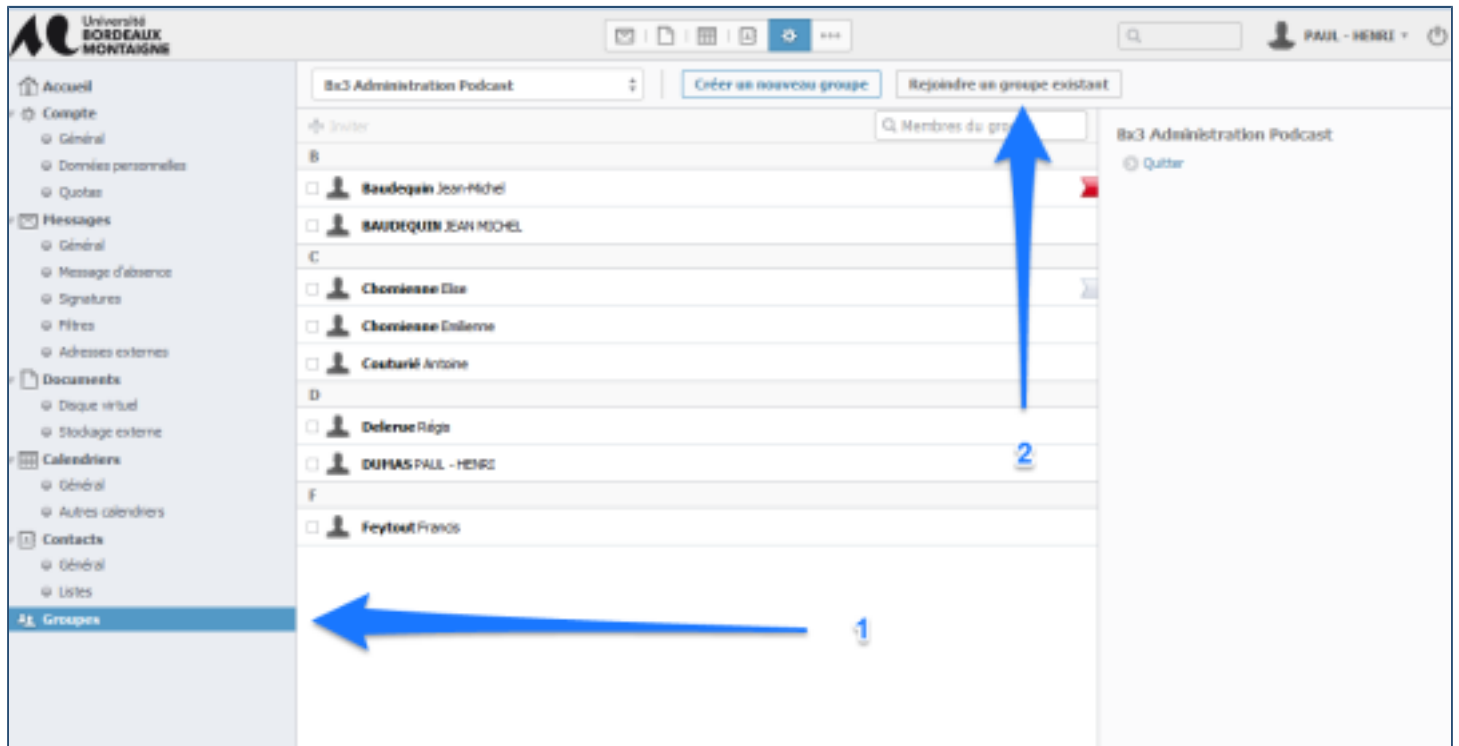 Université
BORDEAUX
MONTAIGNE
PAUL - HENRI
Accueil
Compte
Général
Données personnelles
Quotas
Messages
Général
Message d'absence
Signatures
Filtres
Adresses externes
Documents
Disque virtuel
Stockage externe
Calendriers
Général
Autres calendriers
Contacts
Général
Listes
Groupes
Bx3 Administration Podcast
Créer un nouveau groupe
Rejoindre un groupe existant
Inviter
Membres du gro
B
Baudequin Jean-Michel
BAUDEQUIN JEAN MICHEL
C
Chomienne Elise
Chomienne Emilienne
Couturié Antoine
D
Delerue Régis
DUMAS PAUL - HENRI
F
Feytout Francis
Bx3 Administration Podcast
Quitter
2
1